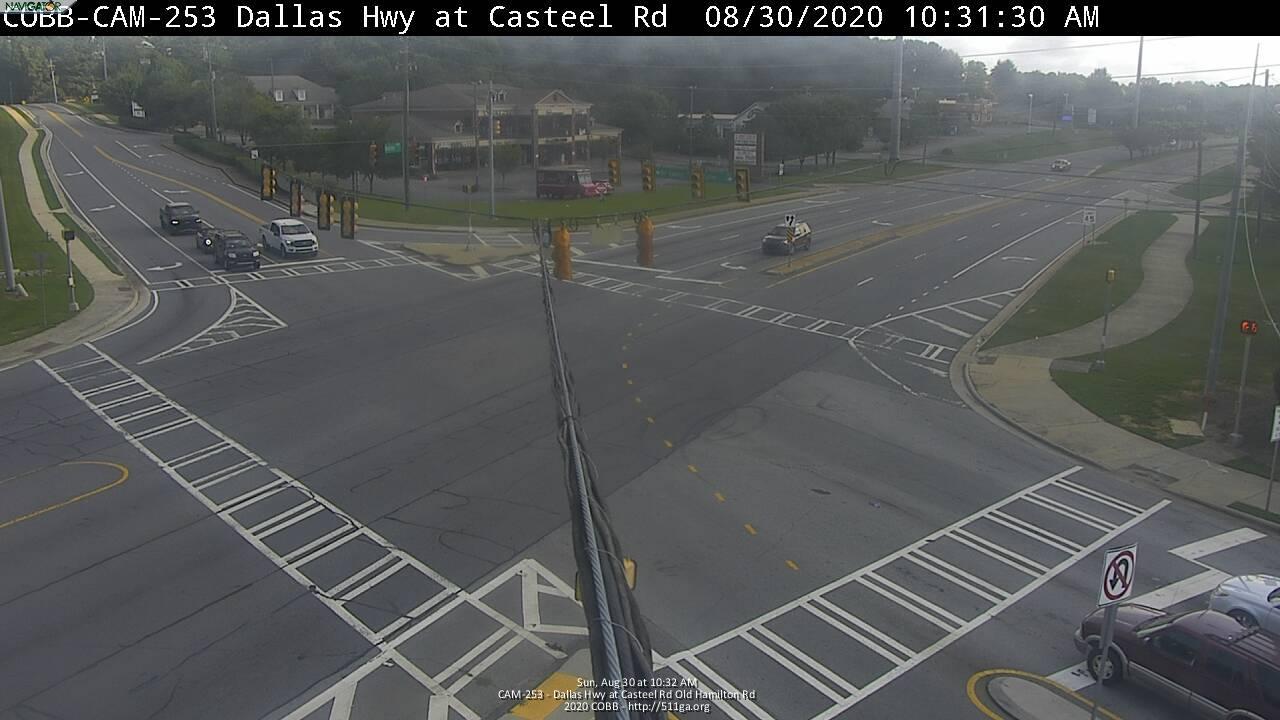 NAVIGATOR
COBB-CAM-253 Dallas Hwy at Casteel Rd 08/30/2020 10:31:30 AM
45
Sun, Aug 30 at 10:32 AM
CAM-253 - Dallas Hwy at Casteel Rd Old Hamilton Rd
2020 COBB - http://511ga.org